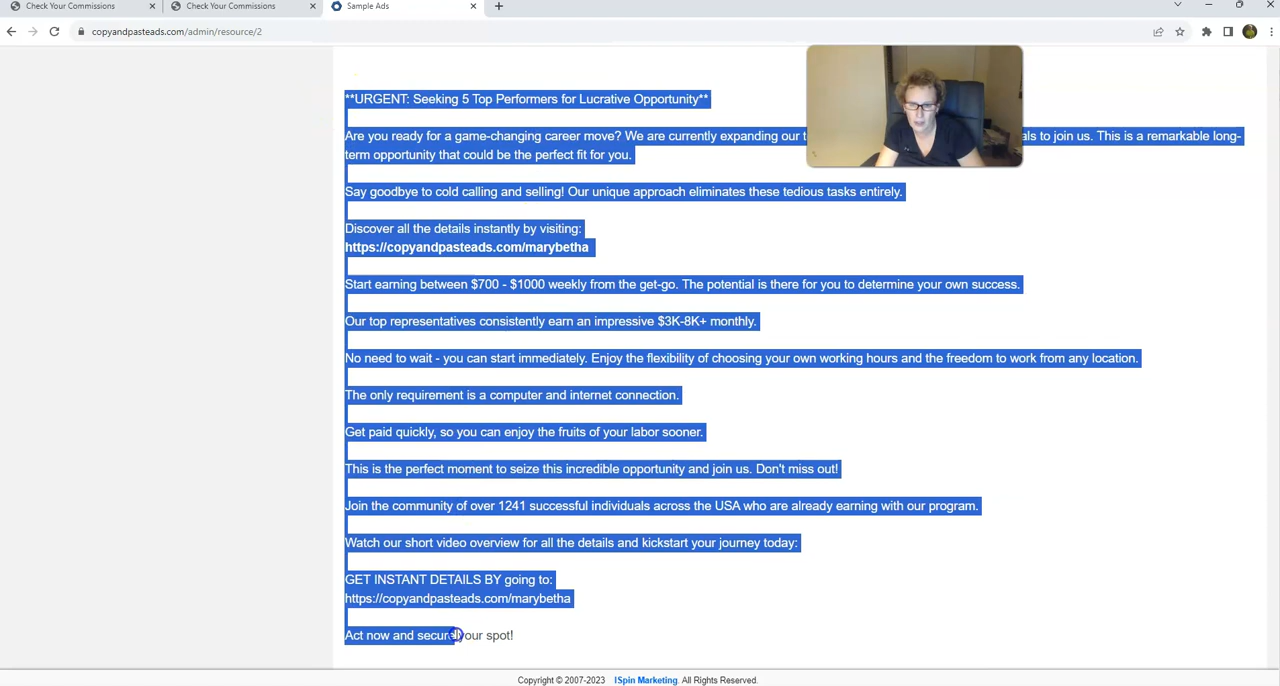 Check Your Commissions
Check Your Commissions
Sample Ads
copyandpasteads.com/admin/resource/2
**URGENT: Seeking 5 Top Performers for Lucrative Opportunity**
Are you ready for a game-changing career move? We are currently expanding our t als to join us. This is a remarkable long-
term opportunity that could be the perfect fit for you.
Say goodbye to cold calling and selling! Our unique approach eliminates these tedious tasks entirely.
Discover all the details instantly by visiting:
https://copyandpasteads.com/marybetha
Start earning between $700 - $1000 weekly from the get-go. The potential is there for you to determine your own success.
Our top representatives consistently earn an impressive $3K-8K+ monthly.
No need to wait - you can start immediately. Enjoy the flexibility of choosing your own working hours and the freedom to work from any location.
The only requirement is a computer and internet connection.
Get paid quickly, so you can enjoy the fruits of your labor sooner.
This is the perfect moment to seize this incredible opportunity and join us. Don't miss out!
Join the community of over 1241 successful individuals across the USA who are already earning with our program.
Watch our short video overview for all the details and kickstart your journey today:
GET INSTANT DETAILS BY going to:
https://copyandpasteads.com/marybetha
Act now and secure your spot!
Copyright © 2007-2023 ISpin Marketing. All Rights Reserved.